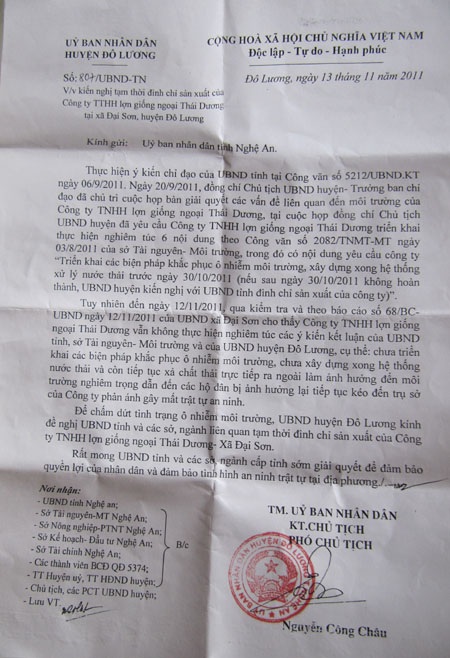 UỶ BAN NHÂN DÂN
HUYỆN ĐÔ LƯƠNG
CỘNG HOÀ XÃ HỘI CHỦ NGHĨA VIỆT NAM
Độc lập - Tự do - Hạnh phúc
Số: 807/UBND-TN
V/v kiến nghị tạm thời đình chỉ sản xuất của
Công ty TTHH lợn giống ngoại Thái Dương
tại xã Đại Sơn, huyện Đô Lương
Đô Lương, ngày 13 tháng 11 năm 2011
Kính gửi: Uỷ ban nhân dân tỉnh Nghệ An.
Thực hiện ý kiến chỉ đạo của UBND tỉnh tại Công văn số 5212/UBND.KT
ngày 06/9/2011. Ngày 20/9/2011, đồng chí Chủ tịch UBND huyện- Trưởng ban chỉ
đạo đã chủ trì cuộc họp bàn giải quyết các vấn đề liên quan đến môi trường của
Công ty TNHH lợn giống ngoại Thái Dương, tại cuộc họp đồng chí Chủ tịch
UBND huyện đã yêu cầu Công ty TNHH lợn giống ngoại Thái Dương triển khai
thực hiện nghiêm túc 6 nội dung theo Công văn số 2082/TNMT-MT ngày
03/8/2011 của sở Tài nguyên- Môi trường, trong đó có nội dung yêu cầu công ty
"Triển khai các biện pháp khắc phục ô nhiễm môi trường, xây dựng xong hệ thống
xử lý nước thải trước ngày 30/10/2011 (nếu sau ngày 30/10/2011 không hoàn
thành, UBND huyện kiến nghị với UBND tỉnh đình chỉ sản xuất của công ty)".
Tuy nhiên đến ngày 12/11/2011, qua kiểm tra và theo báo cáo số 68/BC-
UBND ngày 12/11/2011 của UBND xã Đại Sơn cho thấy Công ty TNHH lợn giống
ngoại Thái Dương vẫn không thực hiện nghiêm túc các ý kiến kết luận của UBND
tỉnh, sở Tài nguyên- Môi trường và của UBND huyện Đô Lương, cụ thể: chưa triển
khai các biện pháp khắc phục ô nhiễm môi trường, chưa xây dựng xong hệ thống
nước thải và còn tiếp tục xả chất thải trực tiếp ra ngoài làm ảnh hưởng đến môi
trường nghiêm trọng dẫn đến các hộ dân bị ảnh hưởng lại tiếp tục kéo đến trụ sở
của Công ty phản ánh gây mất trật tự an ninh.
Để chấm dứt tình trạng ô nhiễm môi trường, UBND huyện Đô Lương kính
đề nghị UBND tỉnh và các sở, ngành liên quan tạm thời đình chỉ sản xuất của Công
ty TNHH lợn giống ngoại Thái Dương- Xã Đại Sơn.
Rất mong UBND tỉnh và các sở, ngành cấp tỉnh sớm giải quyết để đảm bảo
quyền lợi của nhân dân và đảm bảo tình hình an ninh trật tự tại địa phương./.
Nơi nhận:
- UBND tỉnh Nghệ an;
- Sở Tài nguyên-MT Nghệ An;
- Sở Nông nghiệp-PTNT Nghệ An;
- Sở Kế hoạch- Đầu tư Nghệ An;
- Sở Tài chính Nghệ An;
- Các thành viên BCĐ QĐ 5374;
- TT Huyện uỷ, TT HĐND huyện;
- Chủ tịch, các PCT UBND huyện;
- Lưu VT.
B/c
TM. UỶ BAN NHÂN DÂN
KT.CHỦ TỊCH
PHÓ CHỦ TỊCH
Nguyễn Công Châu